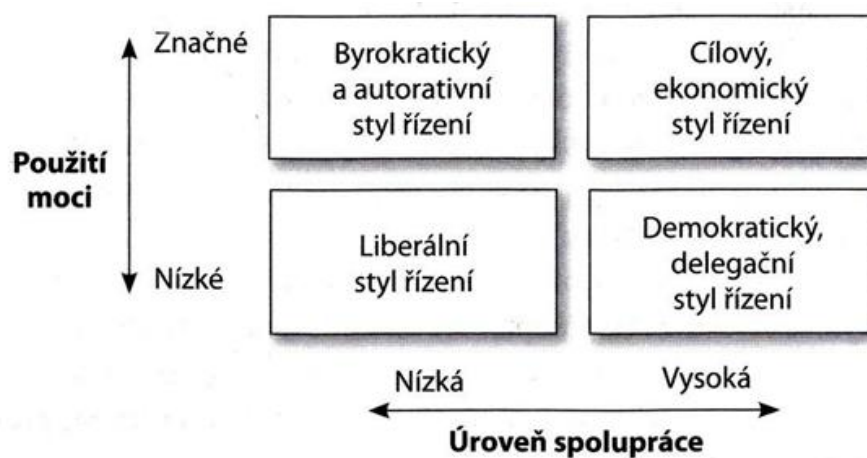 Značné
Byrokratický
a autorativní
styl řízení
Cílový,
ekonomický
styl řízení
Použití
moci
Nízké
Liberální
styl řízení
Demokratický,
delegační
styl řízení
Nízká
Vysoká
Úroveň spolupráce